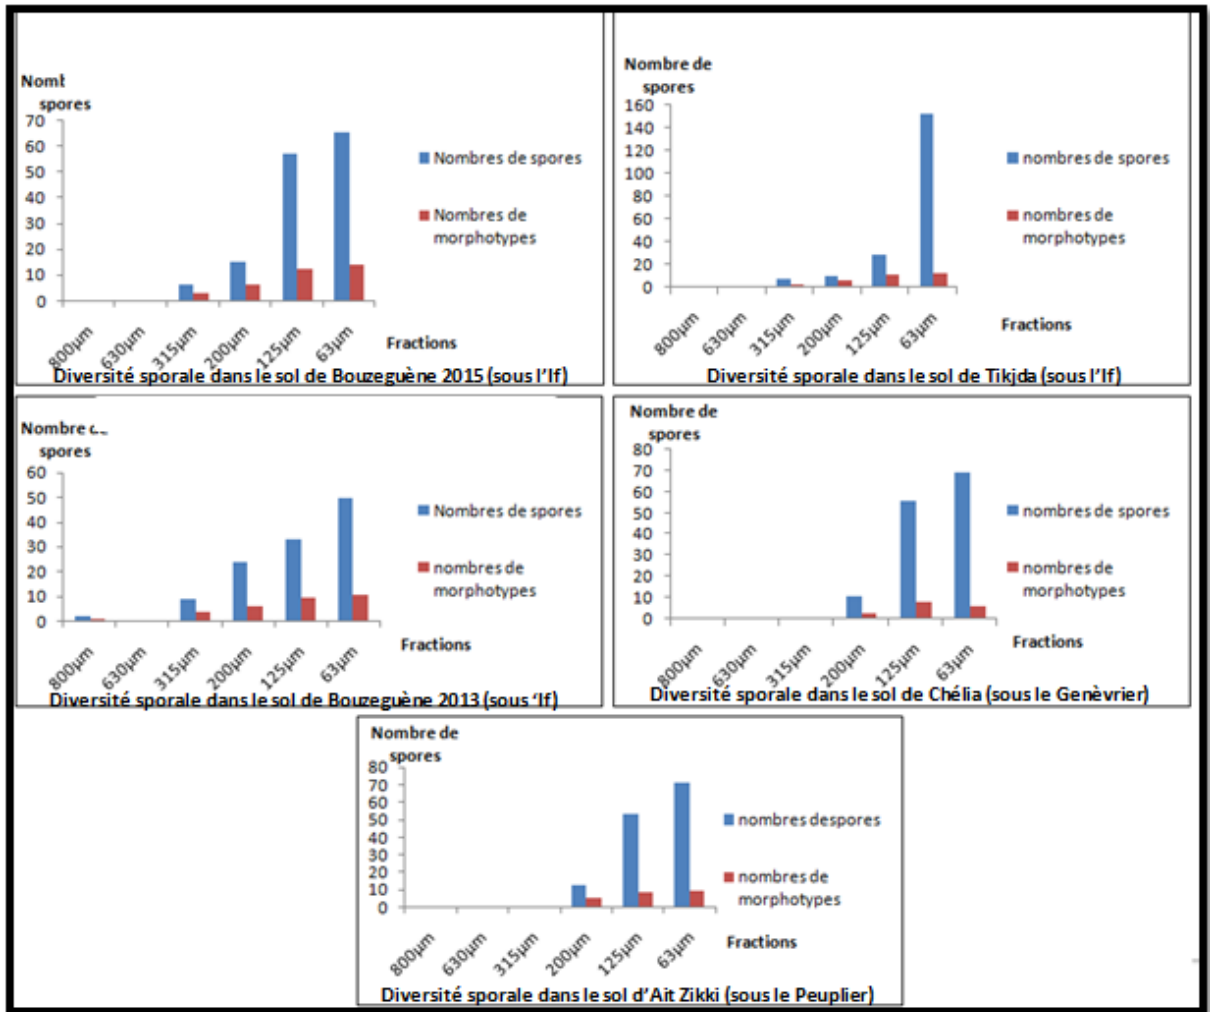 Nomb
spores
70
60
50
40
30
20
10
0
800µm
630µm
315µm
200µm
125µm
63µm
Fractions
Nombres de spores
Nombres de
morphotypes
Diversité sporale dans le sol de Bouzeguène 2015 (sous l'If)
Nombre de
spores
160
140
120
100
80
60
40
20
0
800µm
630µm
315µm
200µm
125µm
63µm
Fractions
nombres de spores
nombres de
morphotypes
Diversité sporale dans le sol de Tikjda (sous l'If)
Nombre de
spores
60
50
40
30
20
10
0
800µm
630µm
315µm
200µm
125µm
63µm
Fractions
Nombres de spores
nombres de
morphotypes
Diversité sporale dans le sol de Bouzeguène 2013 (sous 'If)
Nombre de
spores
80
70
60
50
40
30
20
10
0
800µm
630µm
315µm
200µm
125µm
63µm
Fractions
nombres de spores
nombres de
morphotypes
Diversité sporale dans le sol de Chélia (sous le Genèvrier)
Nombre de
spores
80
70
60
50
40
30
20
10
0
800µm
630µm
315µm
200µm
125µm
63µm
Fractions
nombres despores
nombres de
morphotypes
Diversité sporale dans le sol d'Ait Zikki (sous le Peuplier)